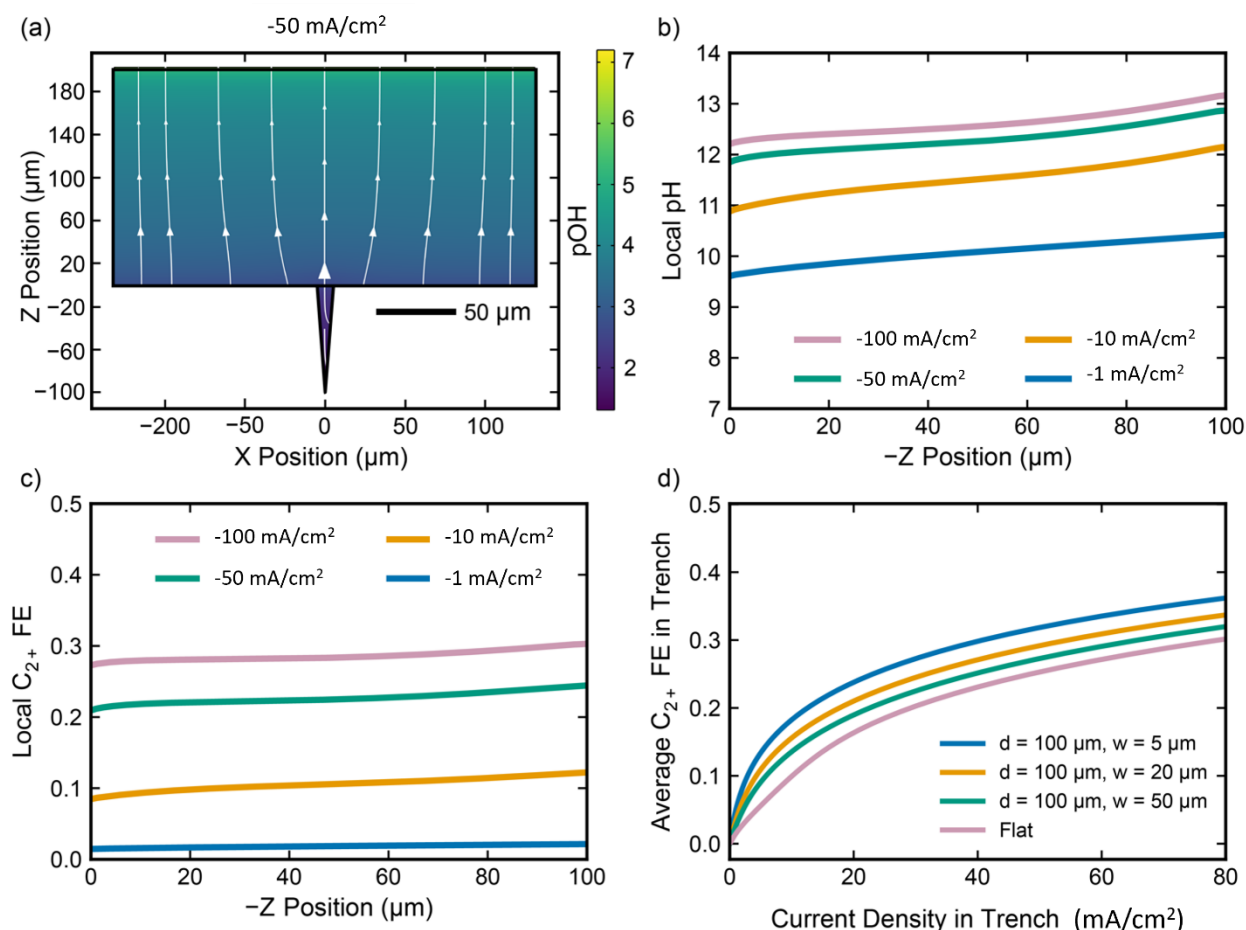 (a)
-50 mA/cm²
Z Position (µm)
180
140
100
60
20
−20
−60
−100
−200
−50
0
50
100
X Position (µm)
50 µm
7
6
5
4
3
2
pOH
b)
Local pH
14
13
12
11
10
9
8
7
-100 mA/cm²
-10 mA/cm²
-50 mA/cm²
-1 mA/cm²
0
20
40
60
80
100
−Z Position (µm)
c)
Local C₂₊ FE
0.5
0.4
0.3
0.2
0.1
0.0
-100 mA/cm²
-10 mA/cm²
-50 mA/cm²
-1 mA/cm²
0
20
40
60
80
100
−Z Position (µm)
d)
Average C₂₊ FE in Trench
0.5
0.4
0.3
0.2
0.1
0.0
d = 100 µm, w = 5 µm
d = 100 µm, w = 20 µm
d = 100 µm, w = 50 µm
Flat
0
20
40
60
80
Current Density in Trench (mA/cm²)